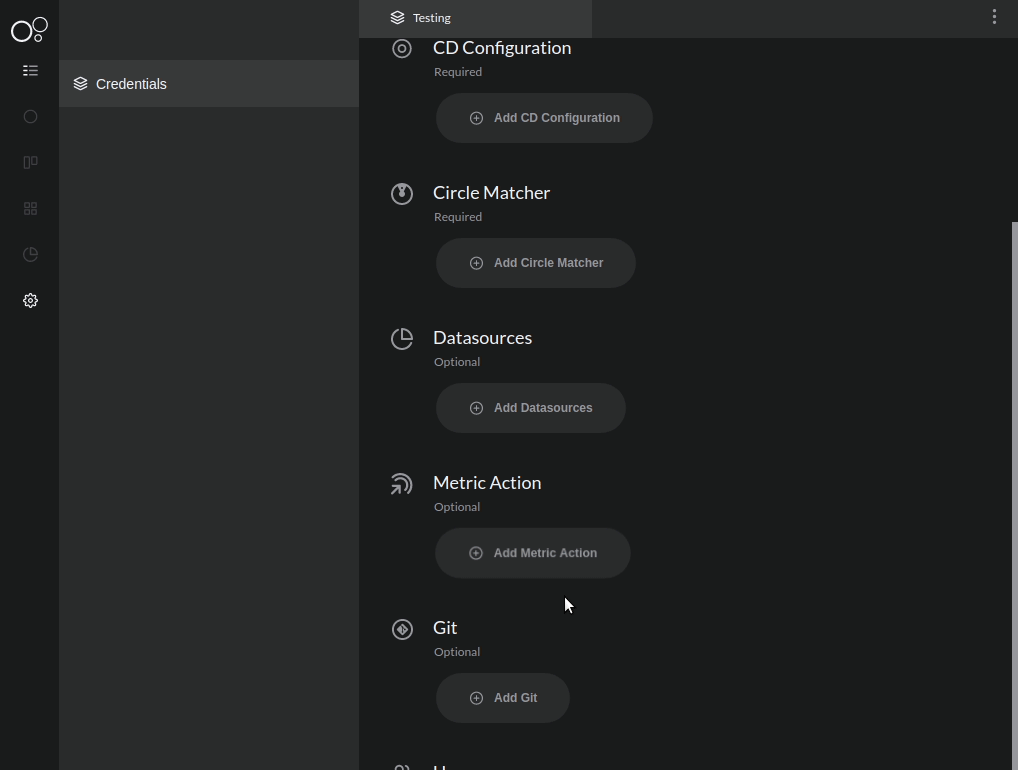 Testing
Credentials
CD Configuration
Required
Add CD Configuration
Circle Matcher
Required
Add Circle Matcher
Datasources
Optional
Add Datasources
Metric Action
Optional
Add Metric Action
Git
Optional
Add Git